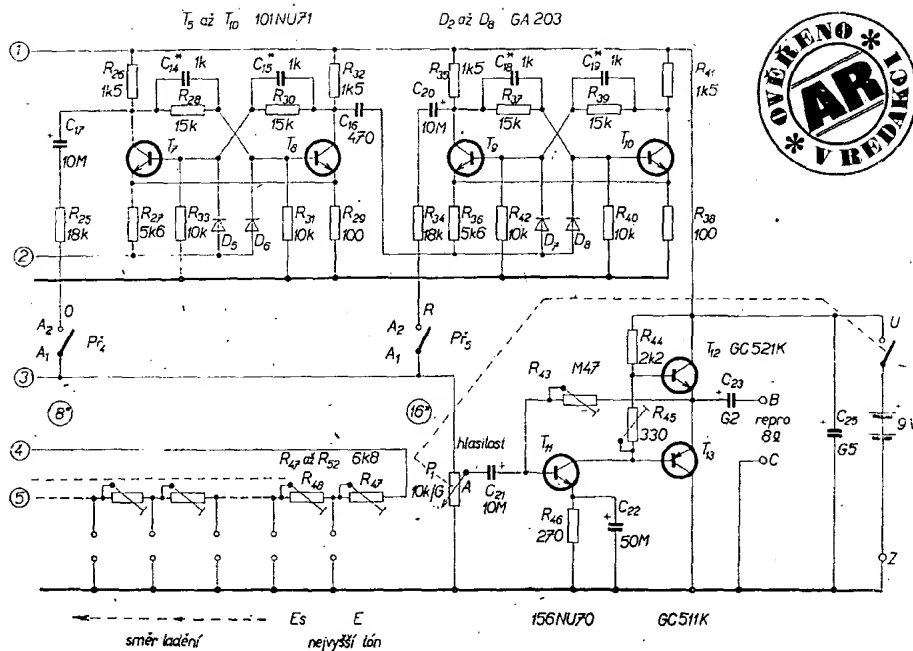 T5 až T10 101NU71
D2 až D8 GA203
OVĚŘENO * V REDAKCI *
AR
1
R26 1k5
C14* 1k
C15* 1k
R32 1k5
R35 1k5
C18* 1k
C19* 1k
R41 1k5
R28 15k
R30 15k
C16 470
C20 10M
R37 15k
R39 15k
C17 10M
T7
T8
T9
T10
R25 18k
R27 5k6
R33 10k
D5
D6
R31 10k
R29 100
R34 18k
R36 5k6
R42 10k
D7
D8
R40 10k
R38 100
2
O
A2
A1
Př4
R
A2
A1
Př5
3
8"
16"
R44 2k2
T12
U
R43 M47
C23 G2
B
repro 8Ω
C
R45 330
C25 G5
9V
4
hlasitost
T11
T13
R47 až R52 6k8
P1 10k/G
A
C21 10M
5
R48
R47
R46 270
C22 50M
Z
Es
E
156NU70
GC511K
směr ladění
nejvyšší tón
GC521K